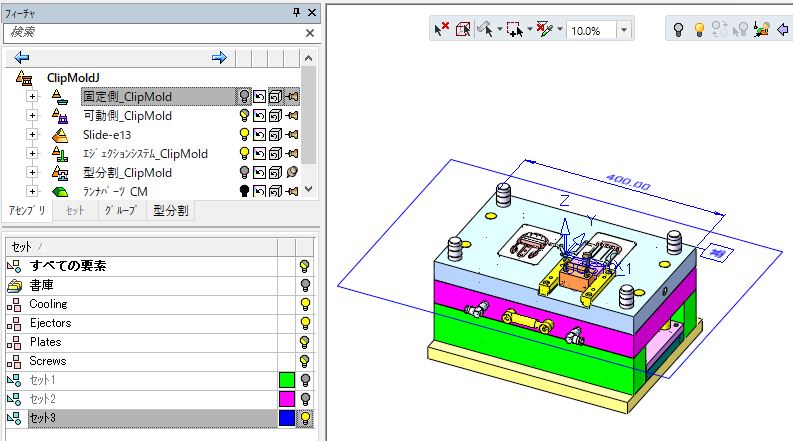 フィーチャ
検索
10.0%
ClipMoldJ
固定側_ClipMold
可動側_ClipMold
Slide-e13
ｴｼﾞｪｸｼｮﾝｼｽﾃﾑ_ClipMold
型分割_ClipMold
ﾗﾝﾅﾊﾟｰﾂ_CM
ｱｾﾝﾌﾞﾘ
ｾｯﾄ
ｸﾞﾙｰﾌﾟ
型分割
セット
すべての要素
書庫
Cooling
Ejectors
Plates
Screws
セット1
セット2
セット3
400.00
Z
Y
X1